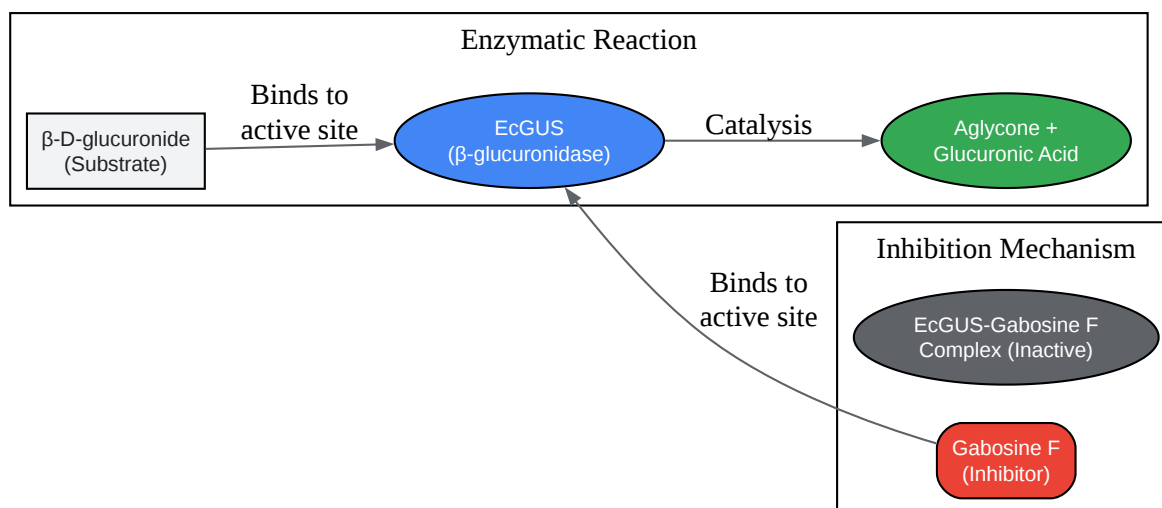 Enzymatic Reaction
β-D-glucuronide
(Substrate)
Binds to
active site
EcGUS
(β-glucuronidase)
Catalysis
Aglycone +
Glucuronic Acid
Inhibition Mechanism
Binds to
active site
EcGUS-Gabosine F
Complex (Inactive)
Gabosine F
(Inhibitor)